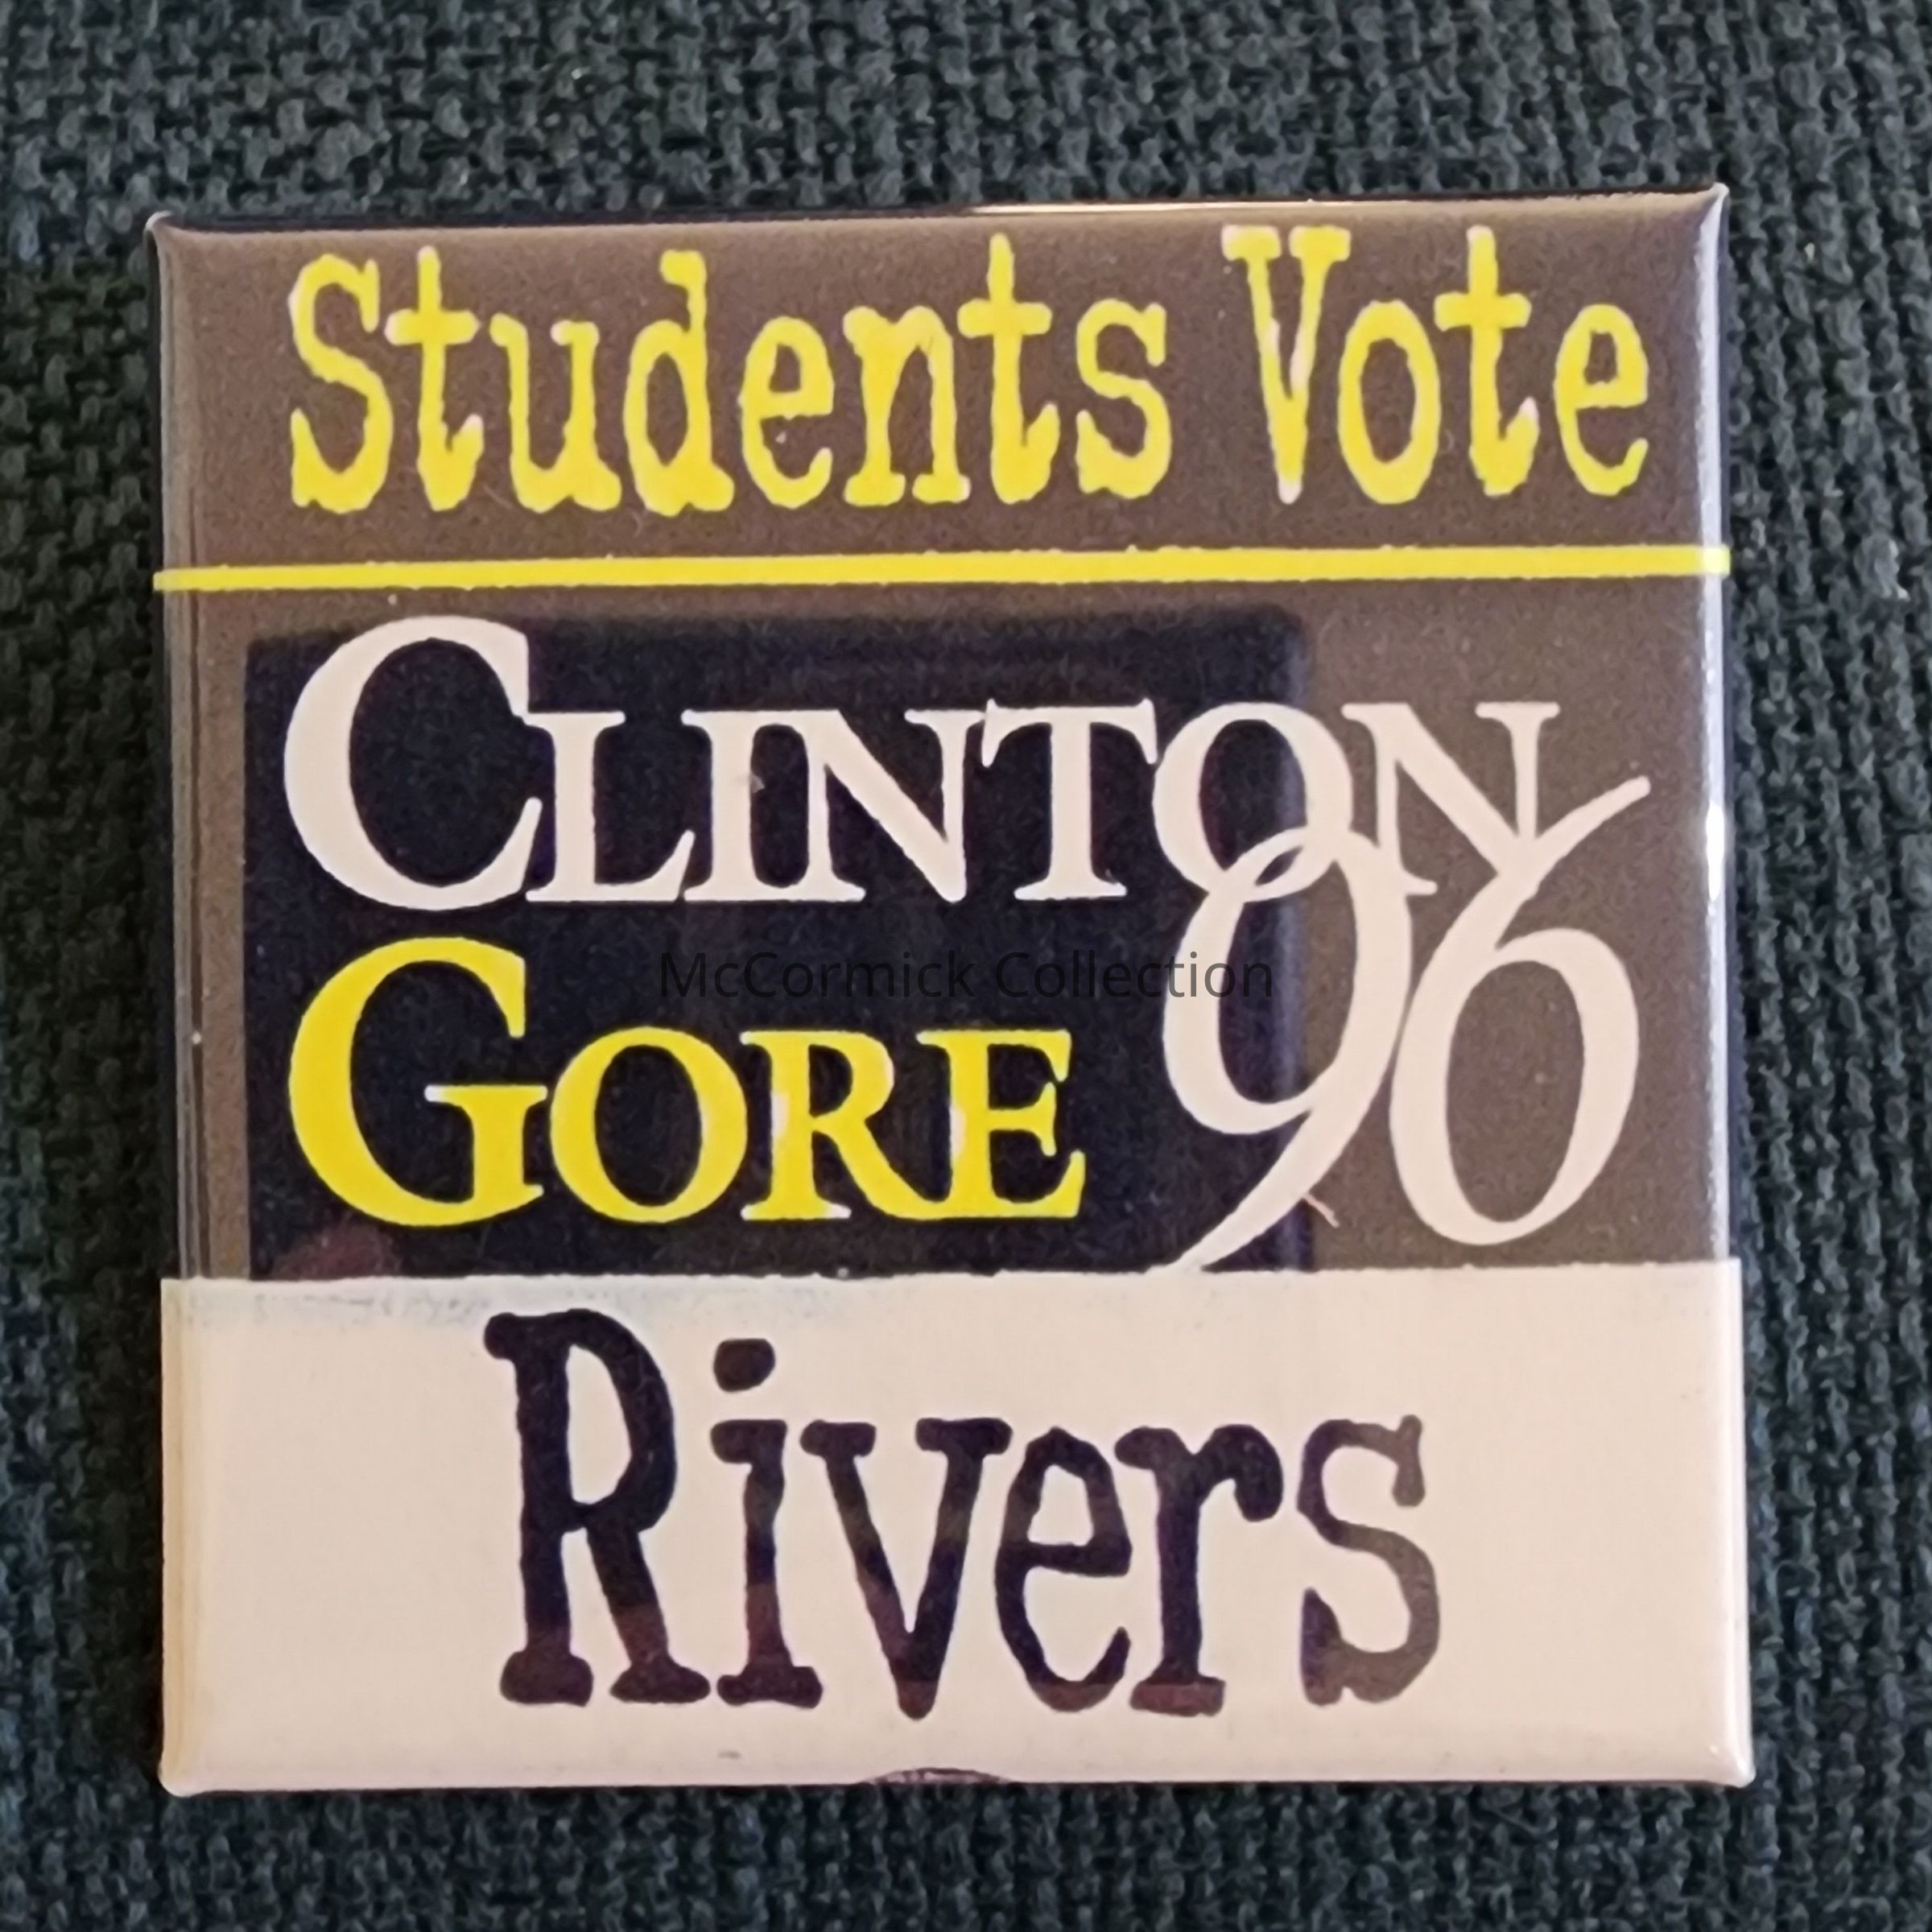 Students Vote
CLINTON
96
GORE
McCormick Collection
Rivers